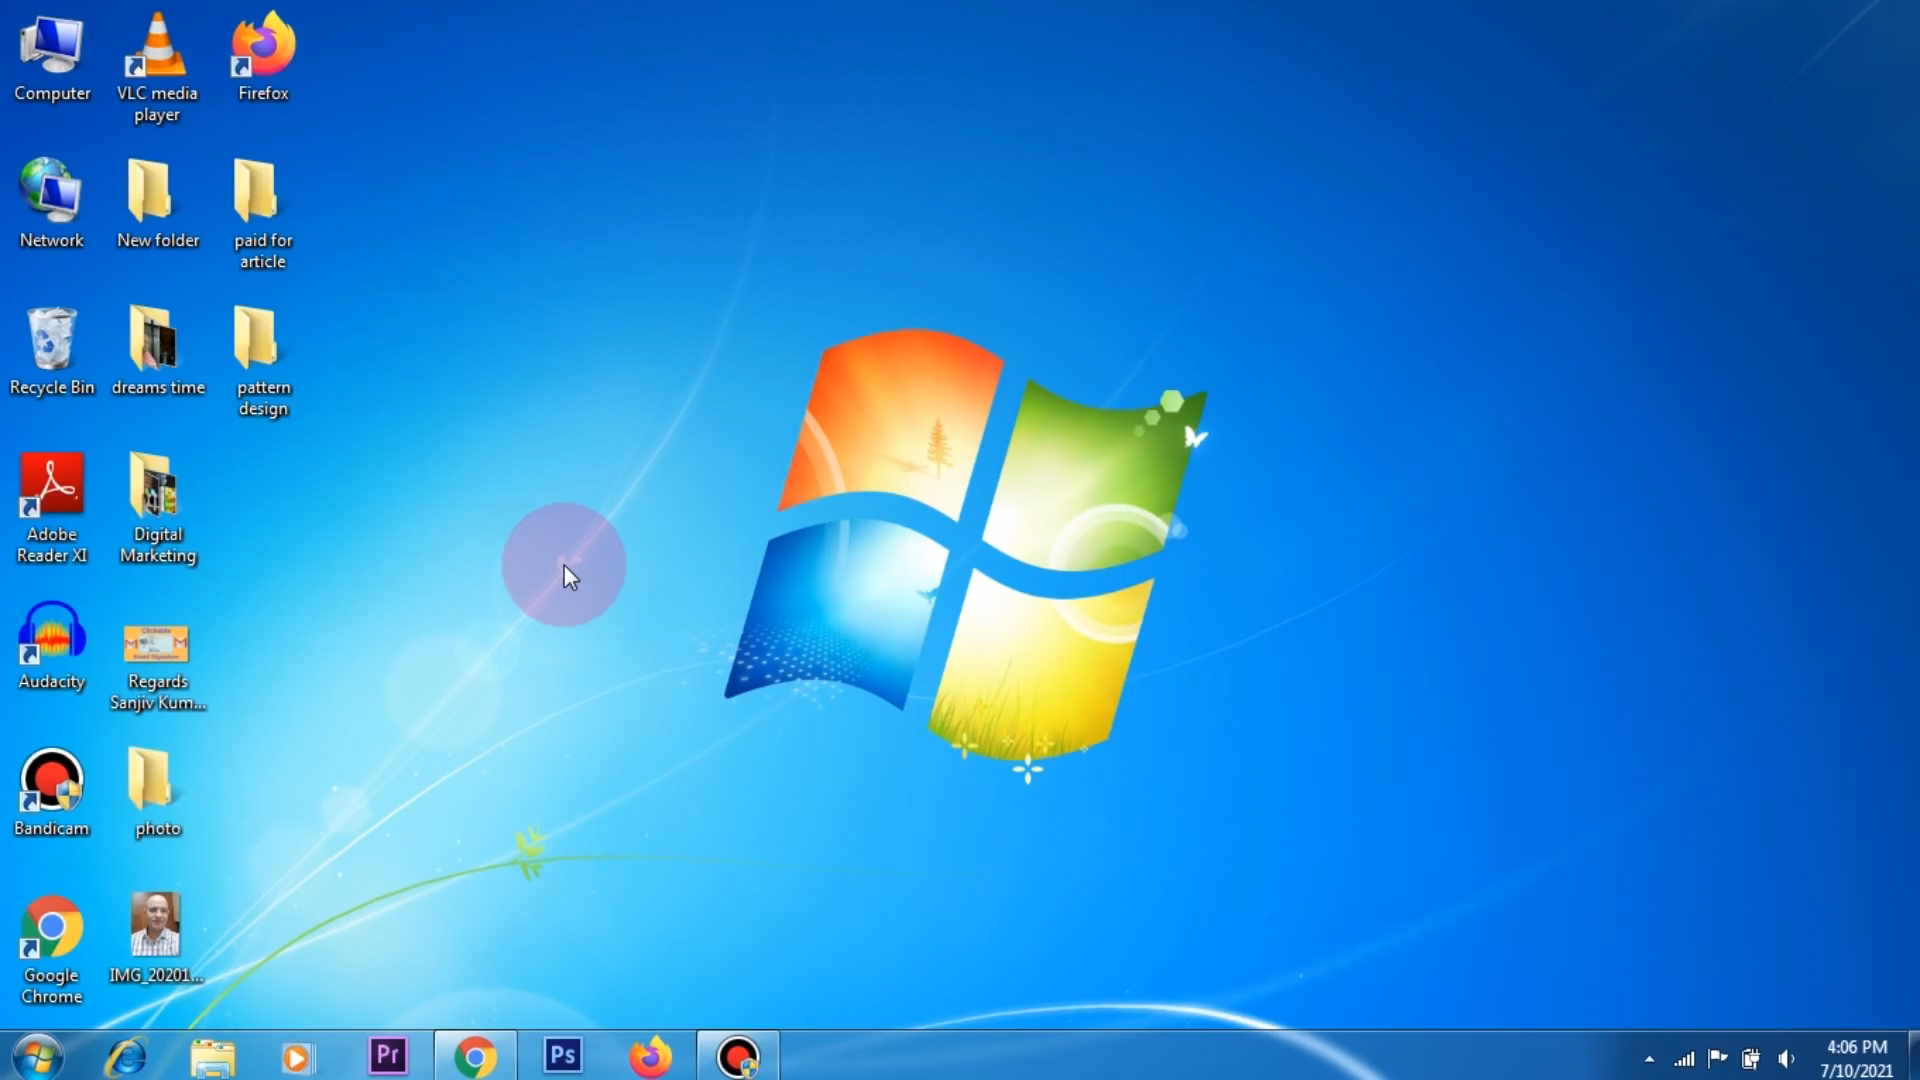 Computer
VLC media
player
Firefox
Network
New folder
paid for
article
Recycle Bin
dreams time
pattern
design
Adobe
Reader XI
Digital
Marketing
Audacity
Regards
Sanjiv Kum...
Bandicam
photo
Google
Chrome
IMG_20201...
Pr
Ps
4:06 PM
7/10/2021